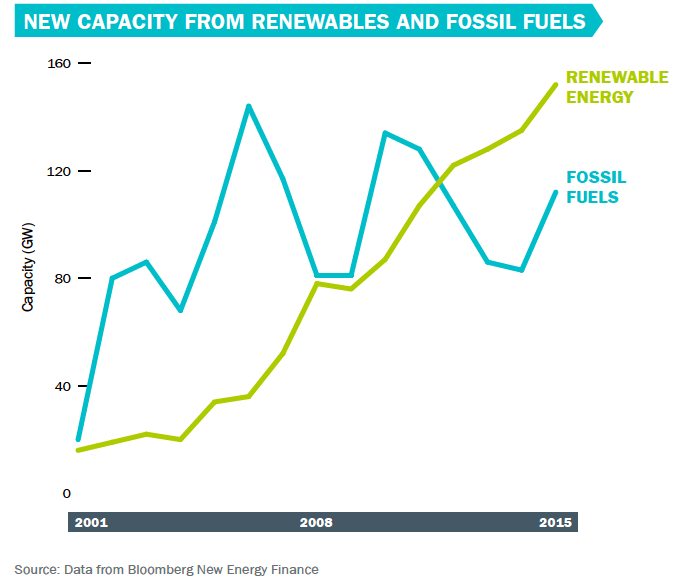 NEW CAPACITY FROM RENEWABLES AND FOSSIL FUELS
160
RENEWABLE
ENERGY
120
FOSSIL
FUELS
Capacity (GW)
80
40
0
2001 2008 2015
Source: Data from Bloomberg New Energy Finance